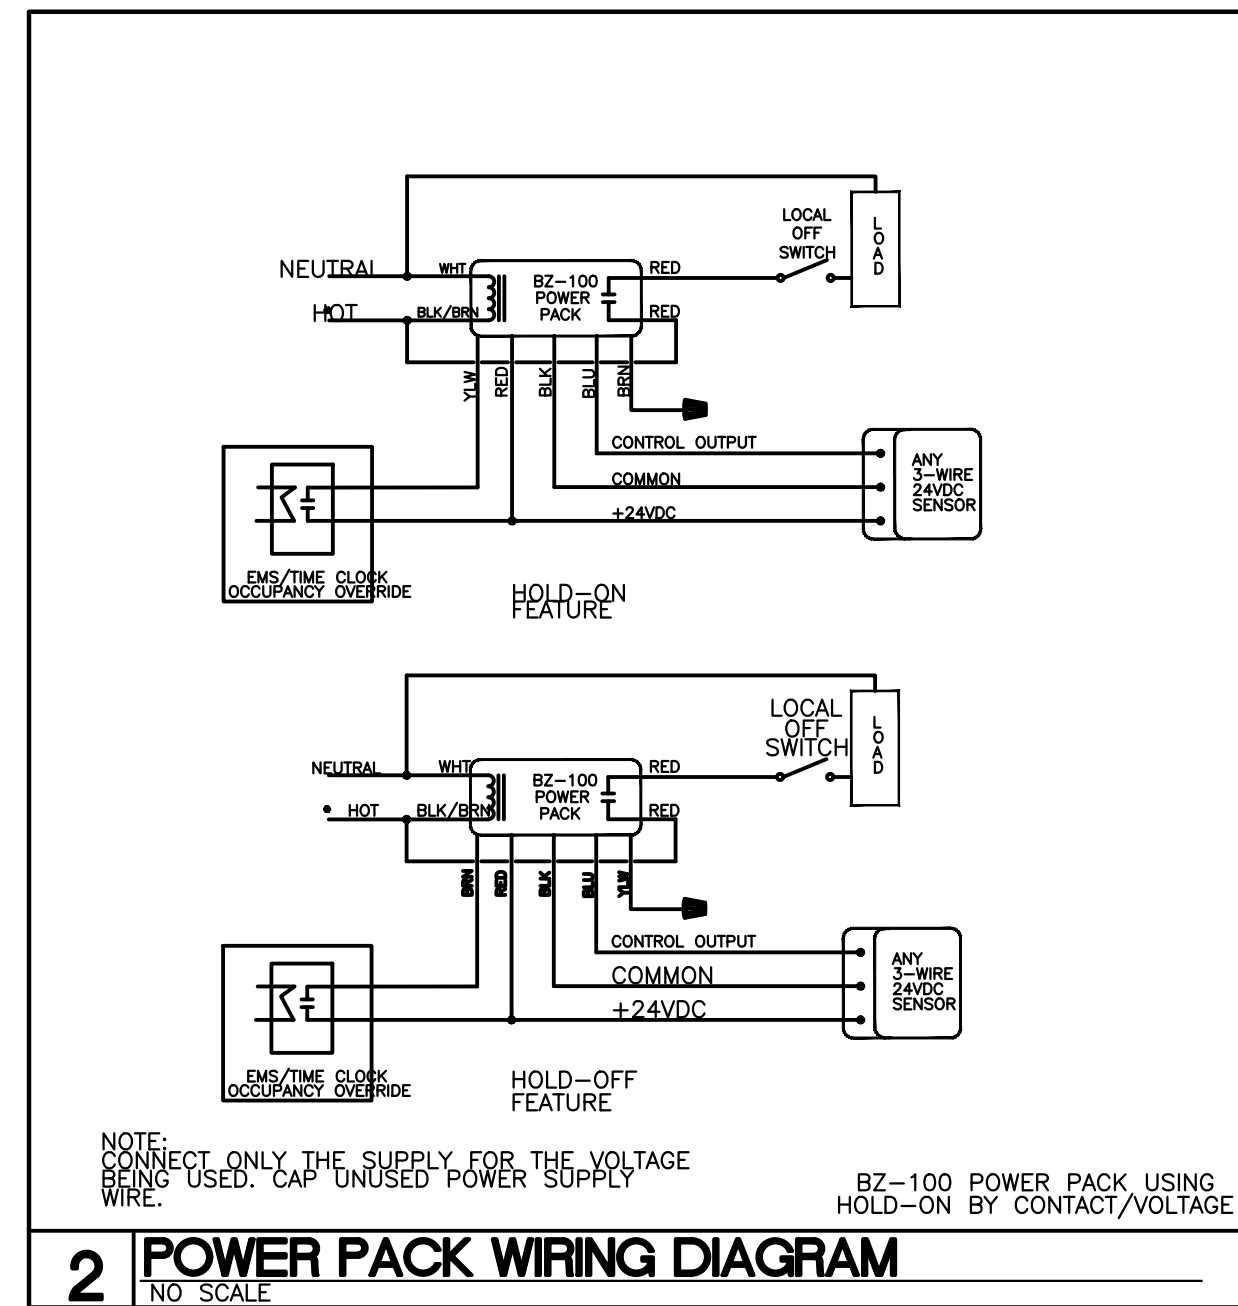 LOCAL
OFF
SWITCH
LOAD
NEUTRAL
WHT
BZ-100
POWER
PACK
RED
HOT
BLK/BRN
RED
YLW
RED
BLK
BLU
BRN
CONTROL OUTPUT
COMMON
+24VDC
ANY
3-WIRE
24VDC
SENSOR
EMS/TIME CLOCK
OCCUPANCY OVERRIDE
HOLD-ON
FEATURE
LOCAL
OFF
SWITCH
LOAD
NEUTRAL
WHT
BZ-100
POWER
PACK
RED
* HOT
BLK/BRN
RED
BRN
RED
BLK
BLU
YLW
CONTROL OUTPUT
COMMON
+24VDC
ANY
3-WIRE
24VDC
SENSOR
EMS/TIME CLOCK
OCCUPANCY OVERRIDE
HOLD-OFF
FEATURE
NOTE:
CONNECT ONLY THE SUPPLY FOR THE VOLTAGE
BEING USED. CAP UNUSED POWER SUPPLY
WIRE.
BZ-100 POWER PACK USING
HOLD-ON BY CONTACT/VOLTAGE
2
POWER PACK WIRING DIAGRAM
NO SCALE